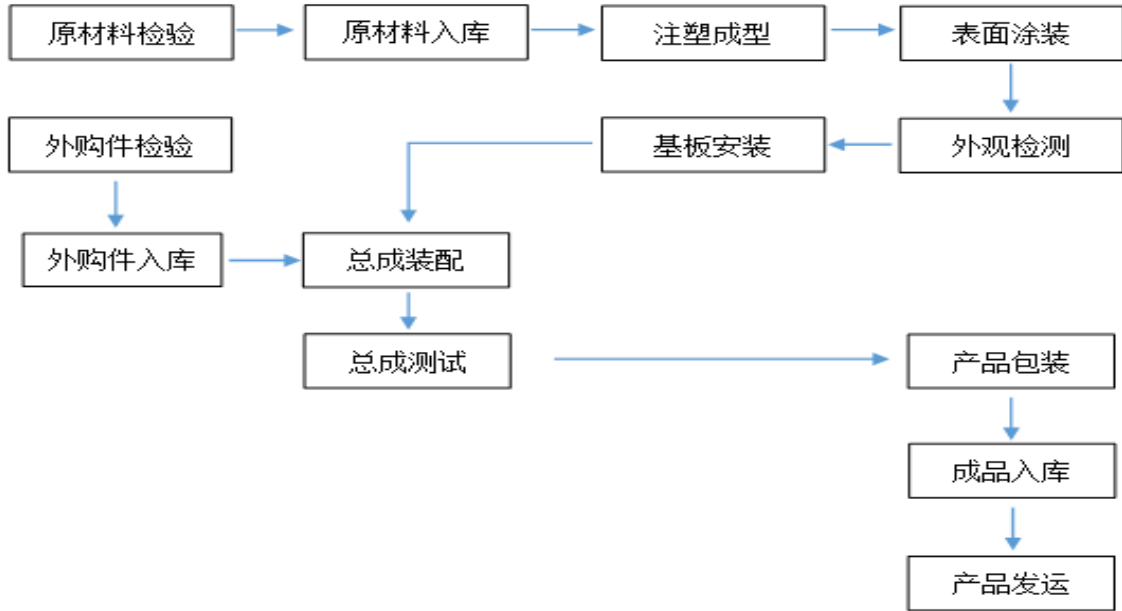 原材料检验
原材料入库
注塑成型
表面涂装
外购件检验
基板安装
外观检测
外购件入库
总成装配
总成测试
产品包装
成品入库
产品发运